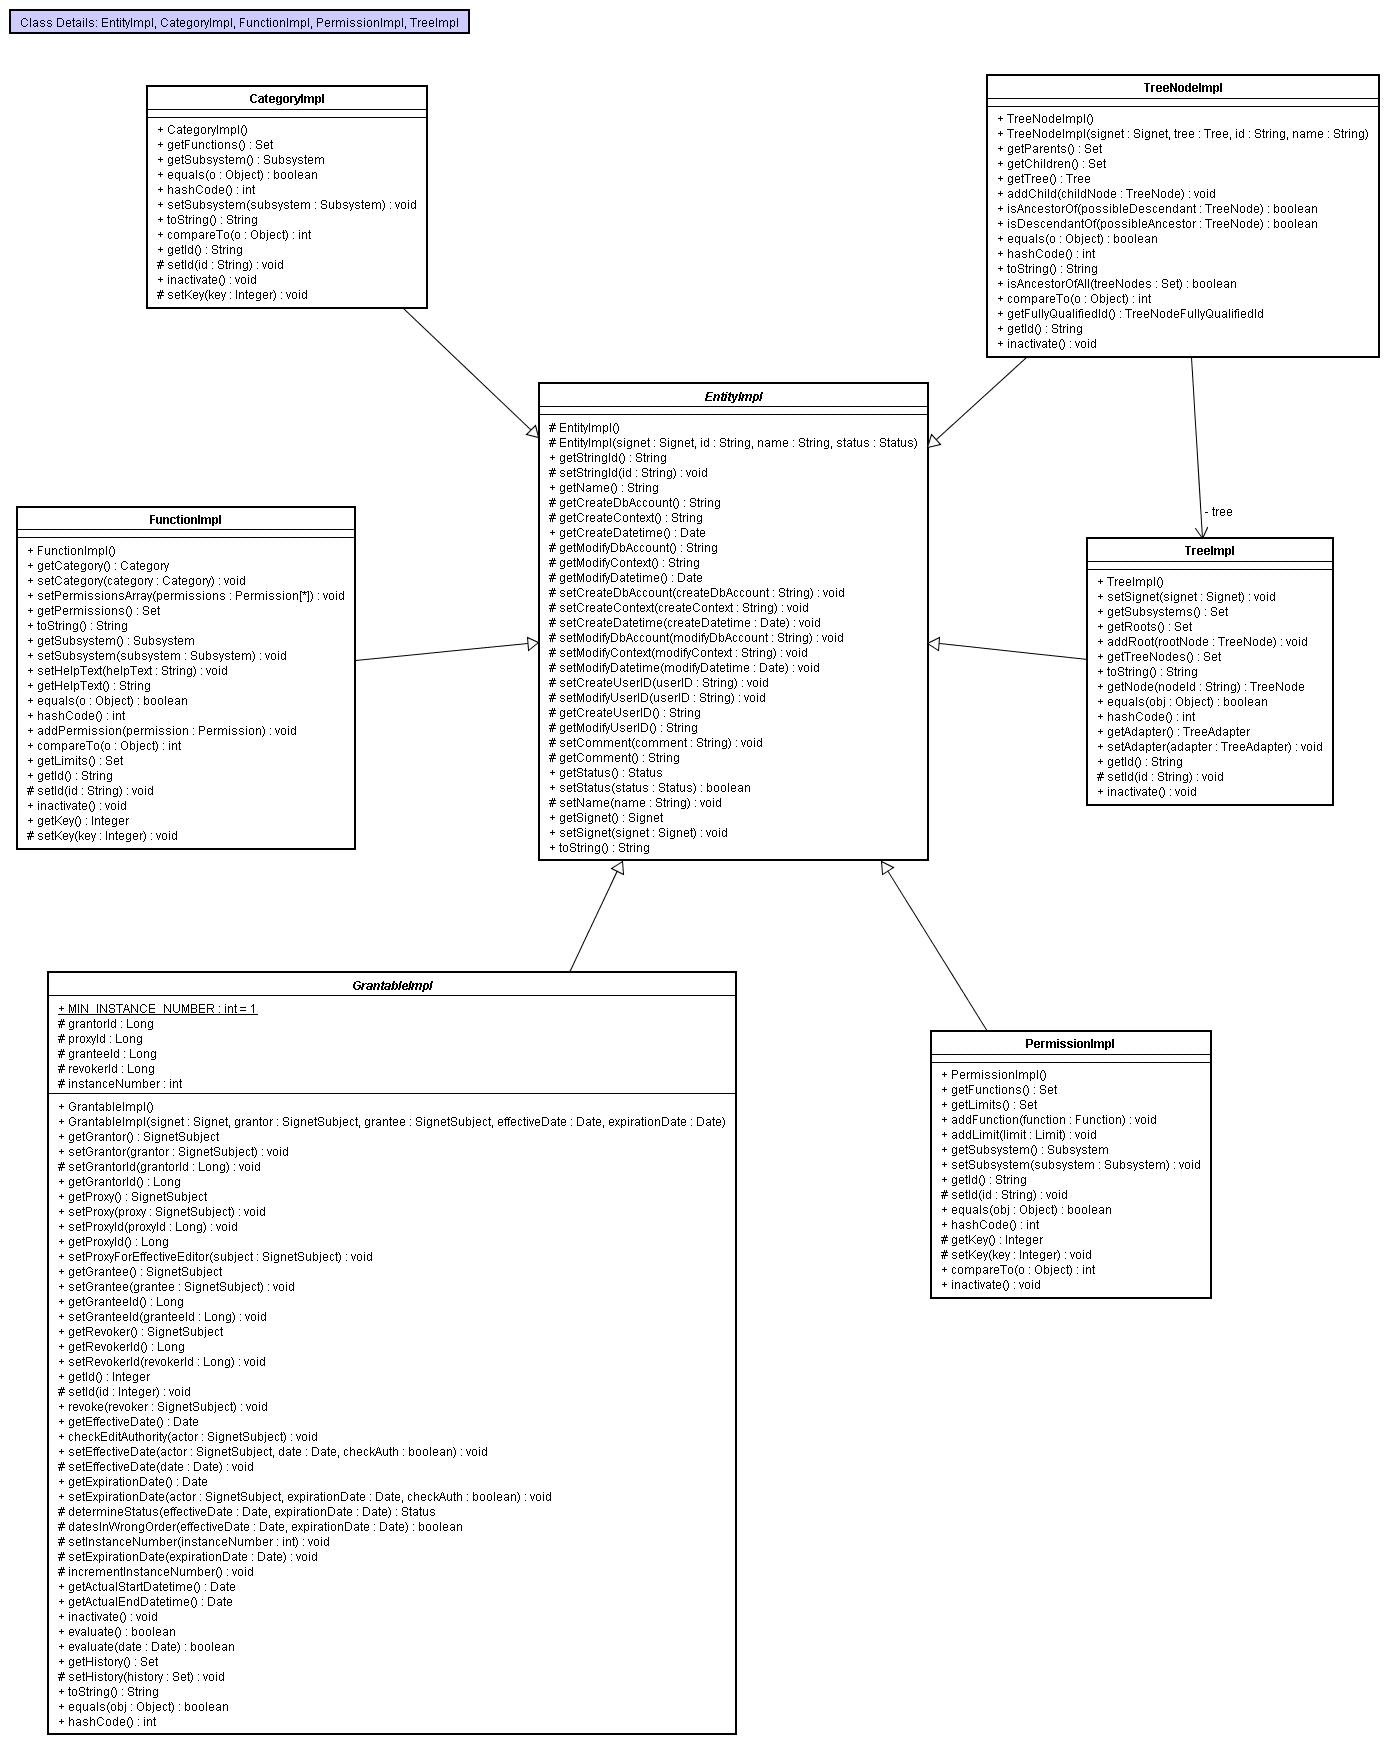 Class Details: EntityImpl, CategoryImpl, FunctionImpl, PermissionImpl, TreeImpl
CategoryImpl
+ CategoryImpl()
+ getFunctions() : Set
+ getSubsystem() : Subsystem
+ equals(o : Object) : boolean
+ hashCode() : int
+ setSubsystem(subsystem : Subsystem) : void
+ toString() : String
+ compareTo(o : Object) : int
+ getId() : String
# setId(id : String) : void
+ inactivate() : void
# setKey(key : Integer) : void
TreeNodeImpl
+ TreeNodeImpl()
+ TreeNodeImpl(signet : Signet, tree : Tree, id : String, name : String)
+ getParents() : Set
+ getChildren() : Set
+ getTree() : Tree
+ addChild(childNode : TreeNode) : void
+ isAncestorOf(possibleDescendant : TreeNode) : boolean
+ isDescendantOf(possibleAncestor : TreeNode) : boolean
+ equals(o : Object) : boolean
+ hashCode() : int
+ toString() : String
+ isAncestorOfAll(treeNodes : Set) : boolean
+ compareTo(o : Object) : int
+ getFullyQualifiedId() : TreeNodeFullyQualifiedId
+ getId() : String
+ inactivate() : void
EntityImpl
# EntityImpl()
# EntityImpl(signet : Signet, id : String, name : String, status : Status)
+ getStringId() : String
# setStringId(id : String) : void
+ getName() : String
# getCreateDbAccount() : String
# getCreateContext() : String
+ getCreateDatetime() : Date
# getModifyDbAccount() : String
# getModifyContext() : String
# getModifyDatetime() : Date
# setCreateDbAccount(createDbAccount : String) : void
# setCreateContext(createContext : String) : void
# setCreateDatetime(createDatetime : Date) : void
# setModifyDbAccount(modifyDbAccount : String) : void
# setModifyContext(modifyContext : String) : void
# setModifyDatetime(modifyDatetime : Date) : void
# setCreateUserID(userID : String) : void
# setModifyUserID(userID : String) : void
# getCreateUserID() : String
# getModifyUserID() : String
# setComment(comment : String) : void
# getComment() : String
+ getStatus() : Status
+ setStatus(status : Status) : boolean
# setName(name : String) : void
+ getSignet() : Signet
+ setSignet(signet : Signet) : void
+ toString() : String
FunctionImpl
+ FunctionImpl()
+ getCategory() : Category
+ setCategory(category : Category) : void
+ setPermissionsArray(permissions : Permission[*]) : void
+ getPermissions() : Set
+ toString() : String
+ getSubsystem() : Subsystem
+ setSubsystem(subsystem : Subsystem) : void
+ setHelpText(helpText : String) : void
+ getHelpText() : String
+ equals(o : Object) : boolean
+ hashCode() : int
+ addPermission(permission : Permission) : void
+ compareTo(o : Object) : int
+ getLimits() : Set
+ getId() : String
# setId(id : String) : void
+ inactivate() : void
+ getKey() : Integer
# setKey(key : Integer) : void
- tree
TreeImpl
+ TreeImpl()
+ setSignet(signet : Signet) : void
+ getSubsystems() : Set
+ getRoots() : Set
+ addRoot(rootNode : TreeNode) : void
+ getTreeNodes() : Set
+ toString() : String
+ getNode(nodeId : String) : TreeNode
+ equals(obj : Object) : boolean
+ hashCode() : int
+ getAdapter() : TreeAdapter
+ setAdapter(adapter : TreeAdapter) : void
+ getId() : String
# setId(id : String) : void
+ inactivate() : void
GrantableImpl
+ MIN_INSTANCE_NUMBER : int = 1
# grantorId : Long
# proxyId : Long
# granteeId : Long
# revokerId : Long
# instanceNumber : int
+ GrantableImpl()
+ GrantableImpl(signet : Signet, grantor : SignetSubject, grantee : SignetSubject, effectiveDate : Date, expirationDate : Date)
+ getGrantor() : SignetSubject
+ setGrantor(grantor : SignetSubject) : void
# setGrantorId(grantorId : Long) : void
+ getGrantorId() : Long
+ getProxy() : SignetSubject
+ setProxy(proxy : SignetSubject) : void
+ setProxyId(proxyId : Long) : void
+ getProxyId() : Long
+ setProxyForEffectiveEditor(subject : SignetSubject) : void
+ getGrantee() : SignetSubject
+ setGrantee(grantee : SignetSubject) : void
+ getGranteeId() : Long
+ setGranteeId(granteeId : Long) : void
+ getRevoker() : SignetSubject
+ getRevokerId() : Long
+ setRevokerId(revokerId : Long) : void
+ getId() : Integer
# setId(id : Integer) : void
+ revoke(revoker : SignetSubject) : void
+ getEffectiveDate() : Date
+ checkEditAuthority(actor : SignetSubject) : void
+ setEffectiveDate(actor : SignetSubject, date : Date, checkAuth : boolean) : void
# setEffectiveDate(date : Date) : void
+ getExpirationDate() : Date
+ setExpirationDate(actor : SignetSubject, expirationDate : Date, checkAuth : boolean) : void
# determineStatus(effectiveDate : Date, expirationDate : Date) : Status
# datesInWrongOrder(effectiveDate : Date, expirationDate : Date) : boolean
# setInstanceNumber(instanceNumber : int) : void
# setExpirationDate(expirationDate : Date) : void
# incrementInstanceNumber() : void
+ getActualStartDatetime() : Date
+ getActualEndDatetime() : Date
+ inactivate() : void
+ evaluate() : boolean
+ evaluate(date : Date) : boolean
+ getHistory() : Set
# setHistory(history : Set) : void
+ toString() : String
+ equals(obj : Object) : boolean
+ hashCode() : int
PermissionImpl
+ PermissionImpl()
+ getFunctions() : Set
+ getLimits() : Set
+ addFunction(function : Function) : void
+ addLimit(limit : Limit) : void
+ getSubsystem() : Subsystem
+ setSubsystem(subsystem : Subsystem) : void
+ getId() : String
# setId(id : String) : void
+ equals(obj : Object) : boolean
+ hashCode() : int
# getKey() : Integer
# setKey(key : Integer) : void
+ compareTo(o : Object) : int
+ inactivate() : void